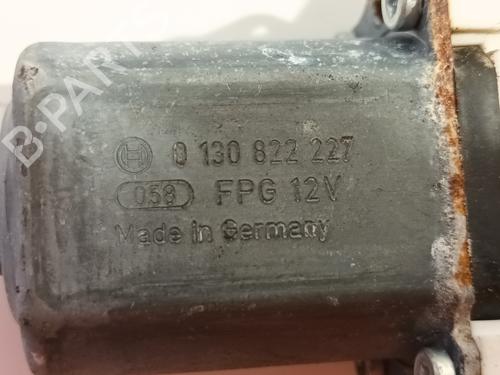 B-PARTS
0 130 822 227
058 FPG 12V
Made in Germany